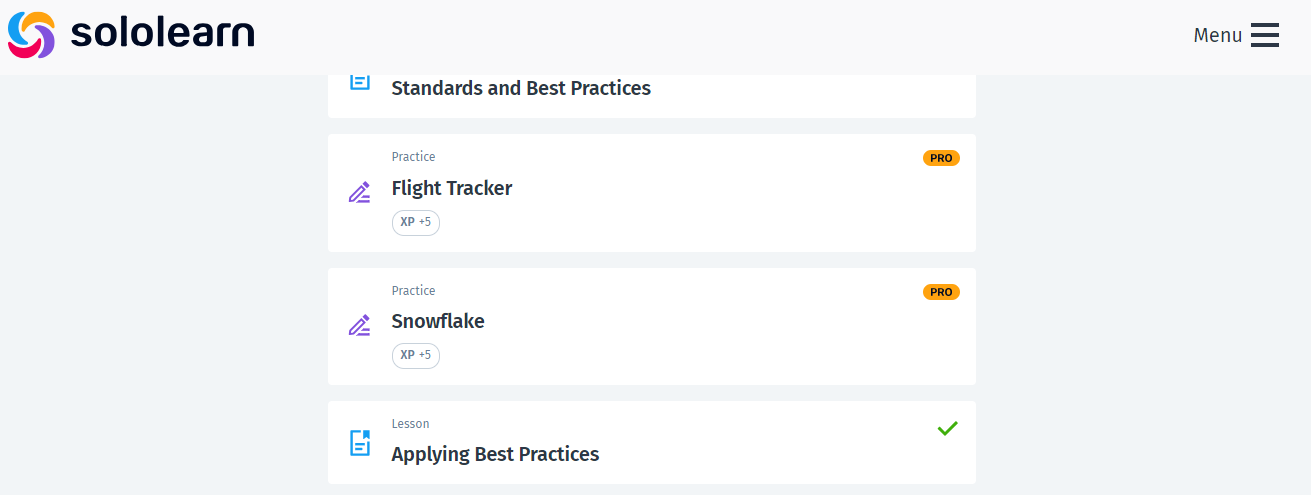 sololearn
Menu
Standards and Best Practices
Practice
PRO
Flight Tracker
XP +5
Practice
PRO
Snowflake
XP +5
Lesson
Applying Best Practices